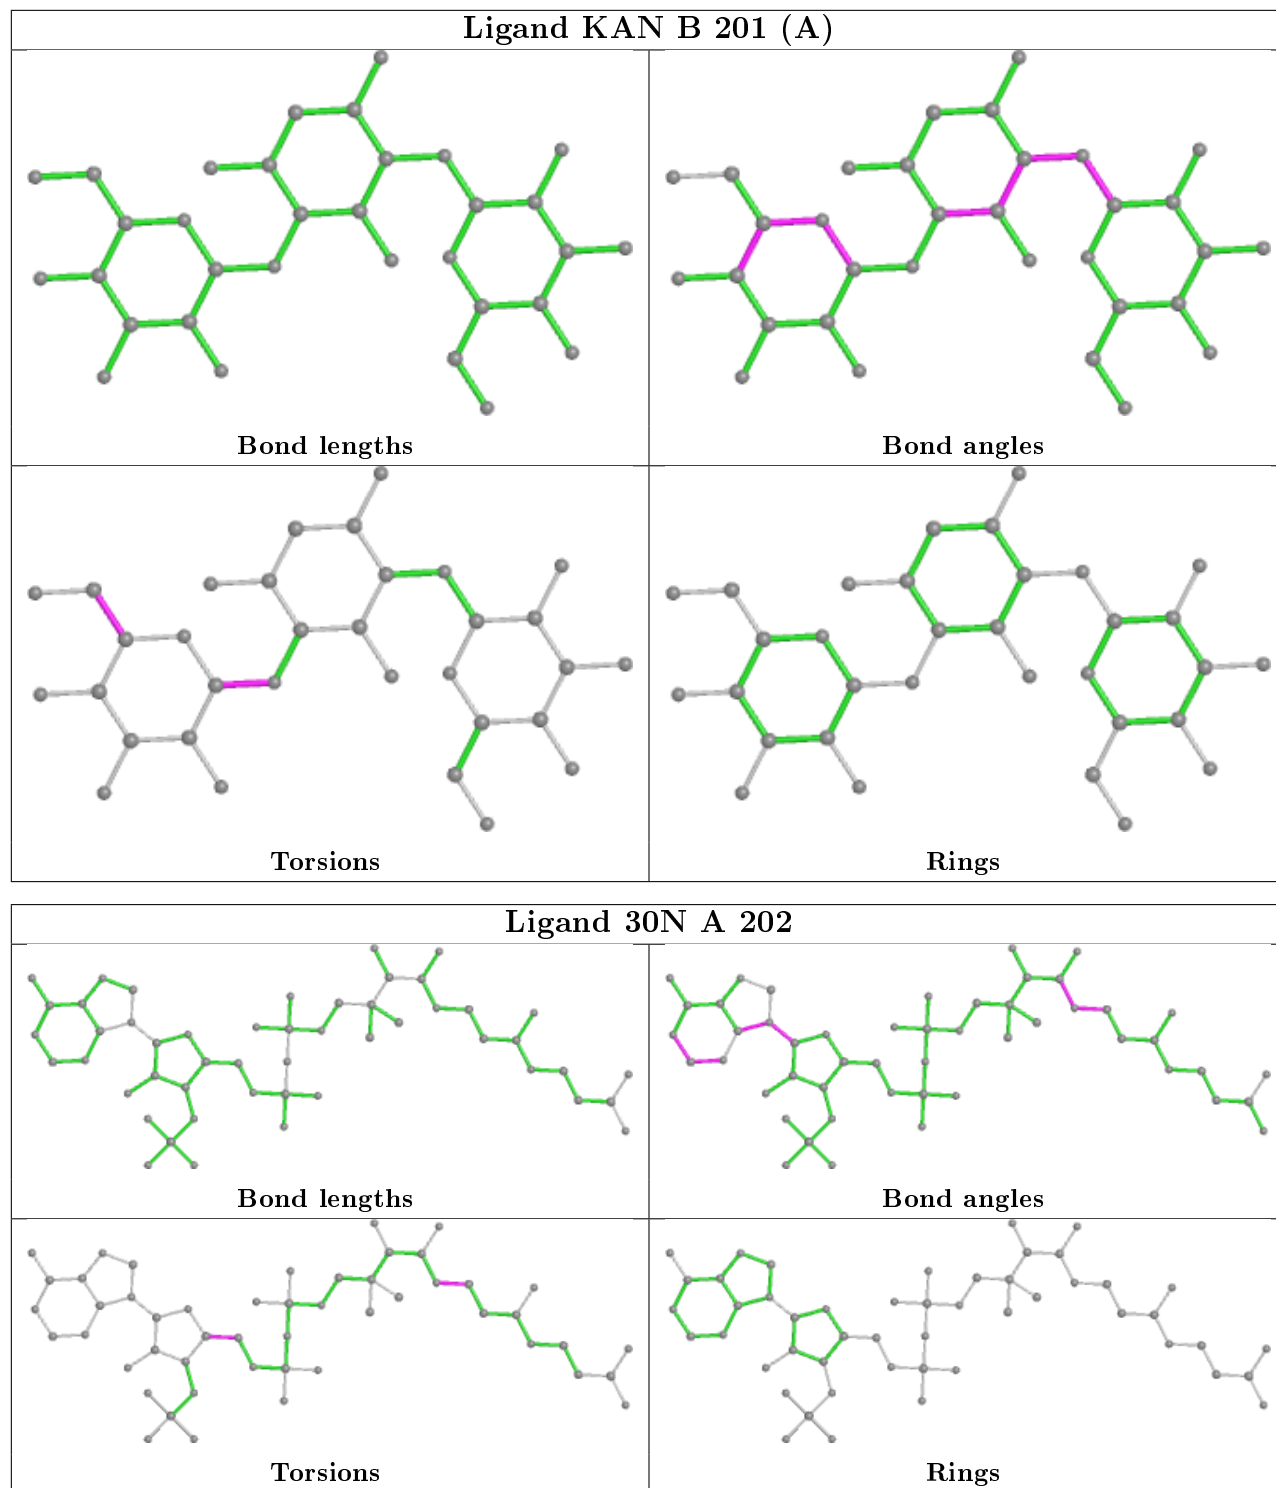 Ligand KAN B 201 (A)
Bond lengths
Bond angles
Torsions
Rings
Ligand 30N A 202
Bond lengths
Bond angles
Torsions
Rings